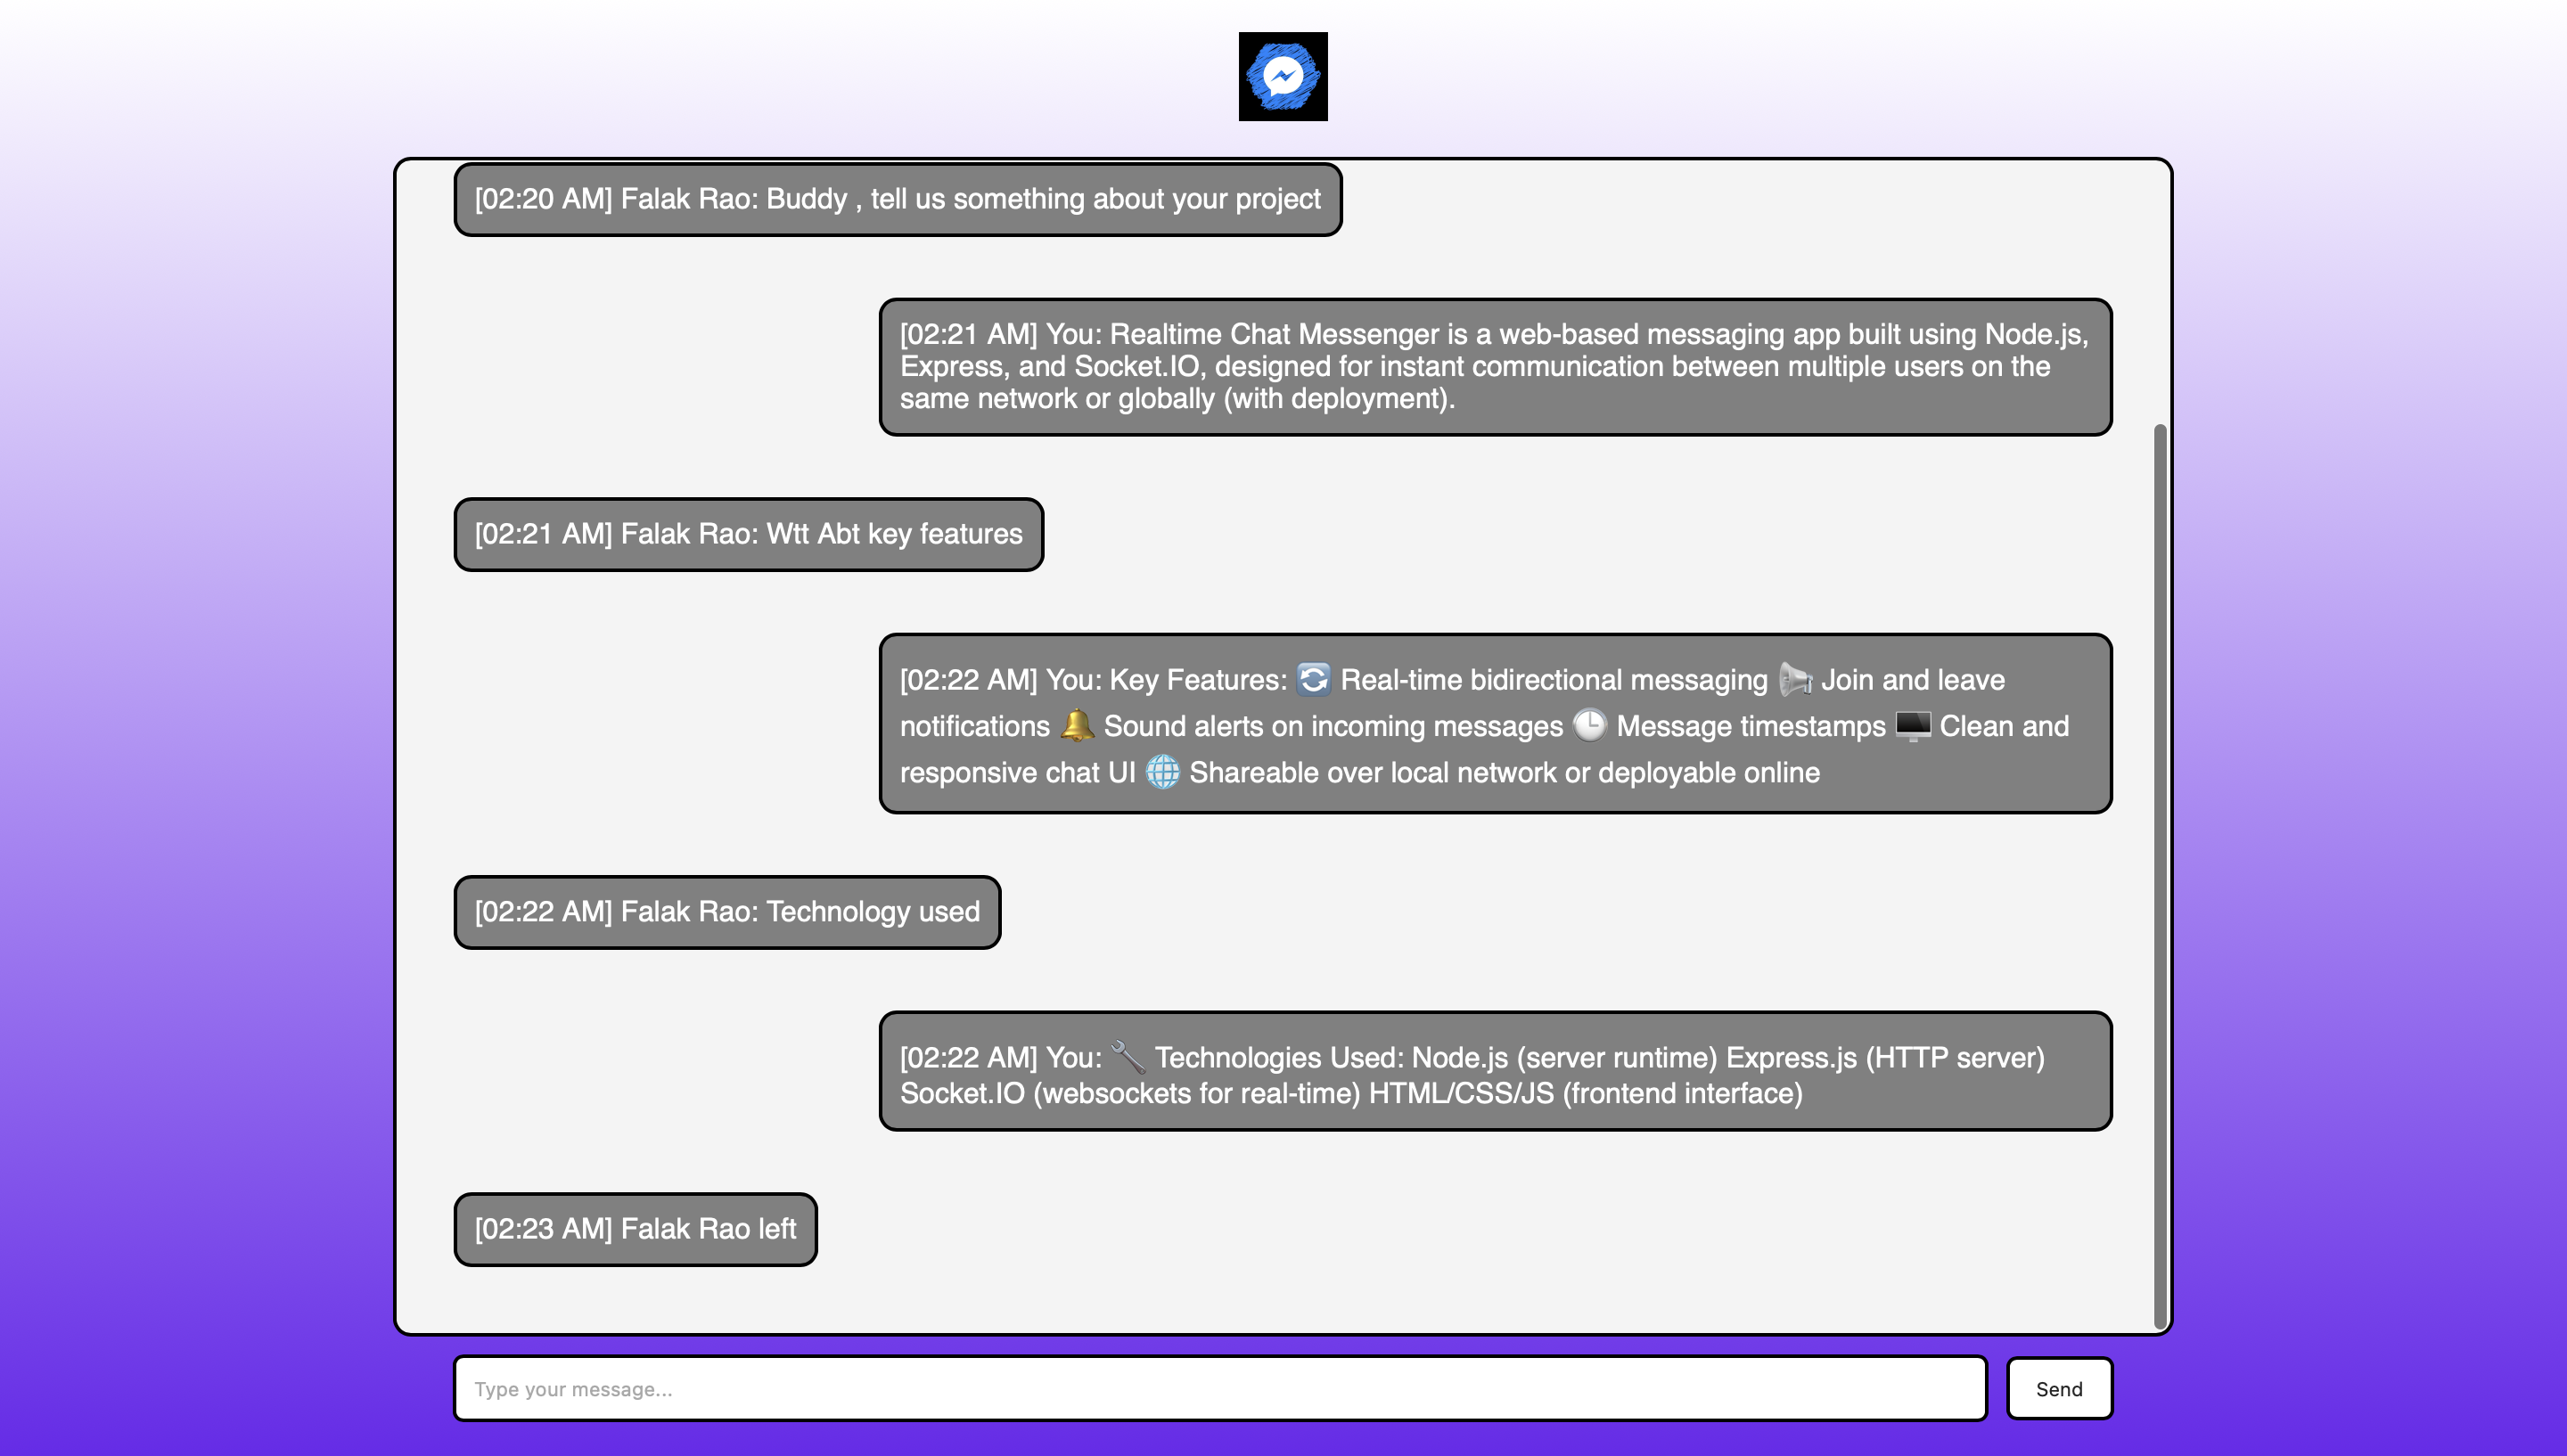 [02:20 AM] Falak Rao: Buddy , tell us something about your project
[02:21 AM] You: Realtime Chat Messenger is a web-based messaging app built using Node.js,
Express, and Socket.IO, designed for instant communication between multiple users on the
same network or globally (with deployment).
[02:21 AM] Falak Rao: Wtt Abt key features
[02:22 AM] You: Key Features: 🔄 Real-time bidirectional messaging 📢 Join and leave
notifications 🔔 Sound alerts on incoming messages 🕒 Message timestamps 🖥️ Clean and
responsive chat UI 🌐 Shareable over local network or deployable online
[02:22 AM] Falak Rao: Technology used
[02:22 AM] You: 🔧 Technologies Used: Node.js (server runtime) Express.js (HTTP server)
Socket.IO (websockets for real-time) HTML/CSS/JS (frontend interface)
[02:23 AM] Falak Rao left
Type your message...
Send